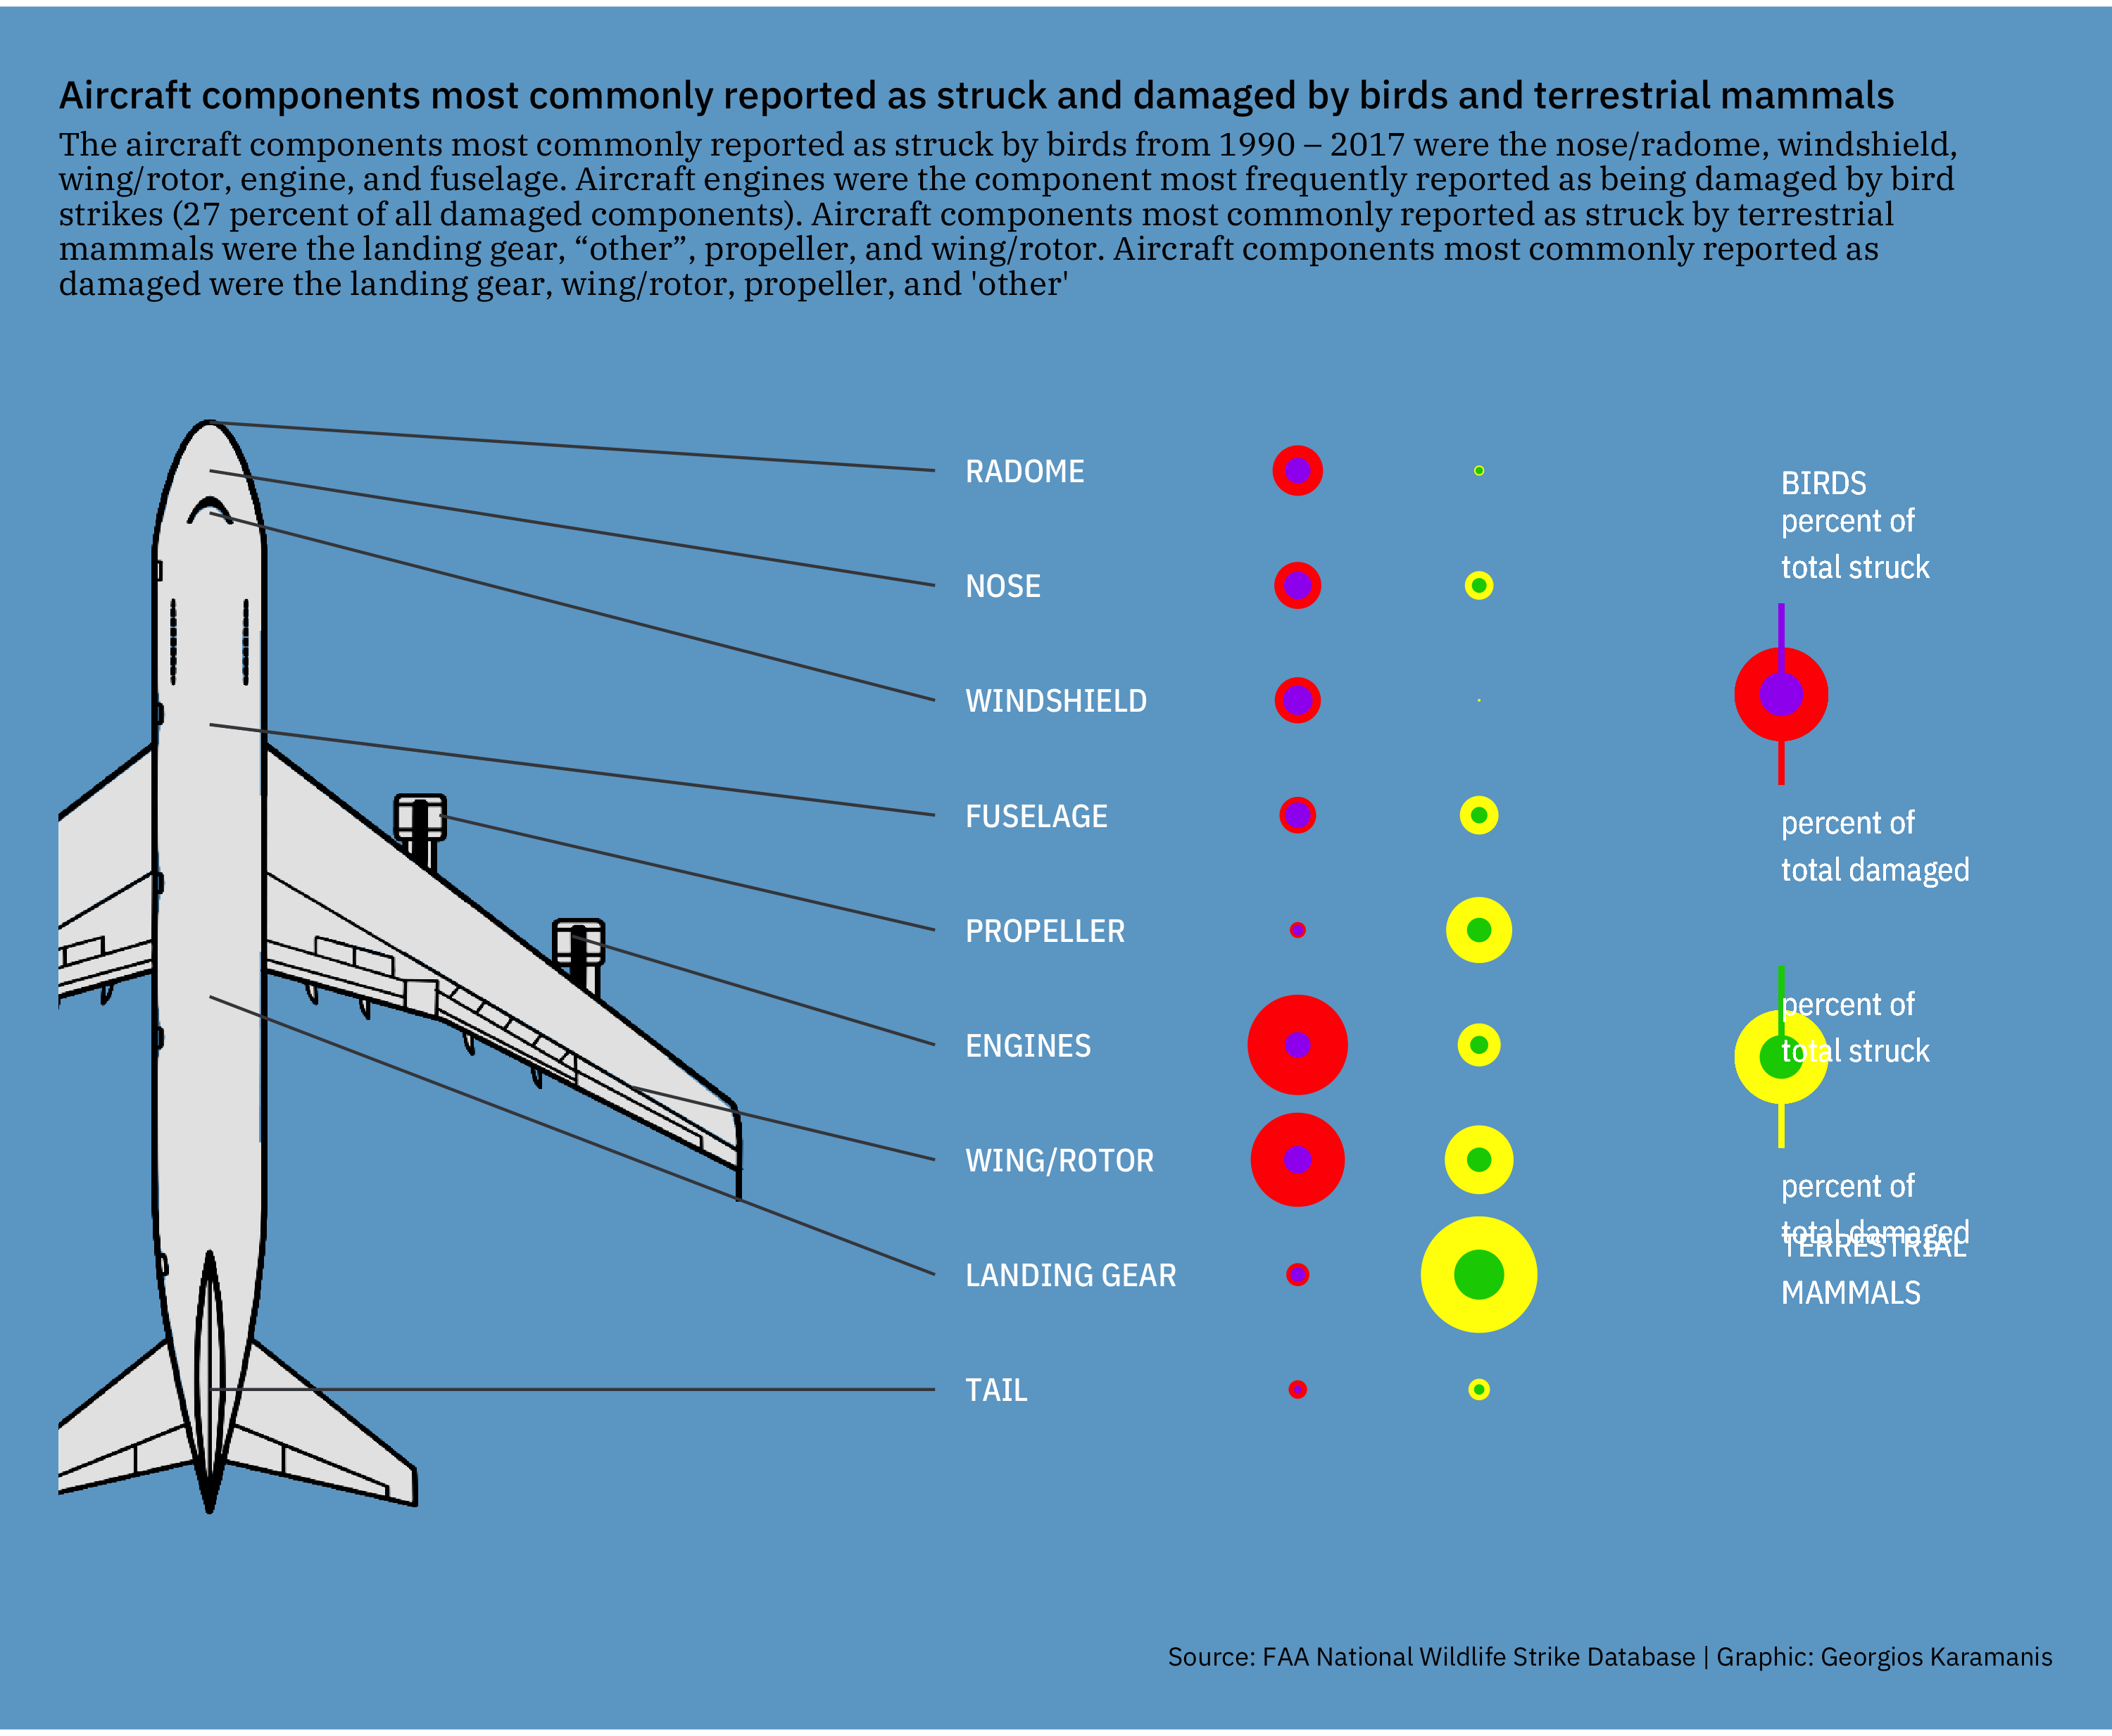 Aircraft components most commonly reported as struck and damaged by birds and terrestrial mammals
The aircraft components most commonly reported as struck by birds from 1990 – 2017 were the nose/radome, windshield,
wing/rotor, engine, and fuselage. Aircraft engines were the component most frequently reported as being damaged by bird
strikes (27 percent of all damaged components). Aircraft components most commonly reported as struck by terrestrial
mammals were the landing gear, “other”, propeller, and wing/rotor. Aircraft components most commonly reported as
damaged were the landing gear, wing/rotor, propeller, and 'other'
RADOME
NOSE
WINDSHIELD
FUSELAGE
PROPELLER
ENGINES
WING/ROTOR
LANDING GEAR
TAIL
BIRDS
percent of
total struck
percent of
total damaged
percent of
total struck
percent of
total damaged
TERRESTRIAL
MAMMALS
Source: FAA National Wildlife Strike Database | Graphic: Georgios Karamanis